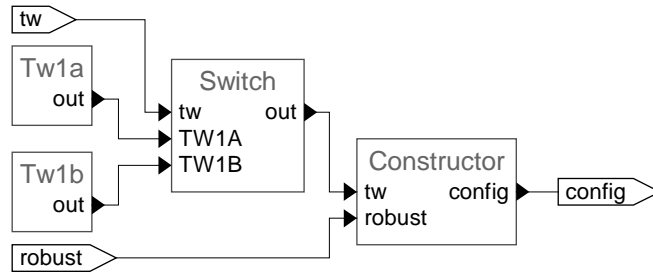 tw
Tw1a
out
Switch
tw out
TW1A
TW1B
Tw1b
out
Constructor
tw config
robust
config
robust